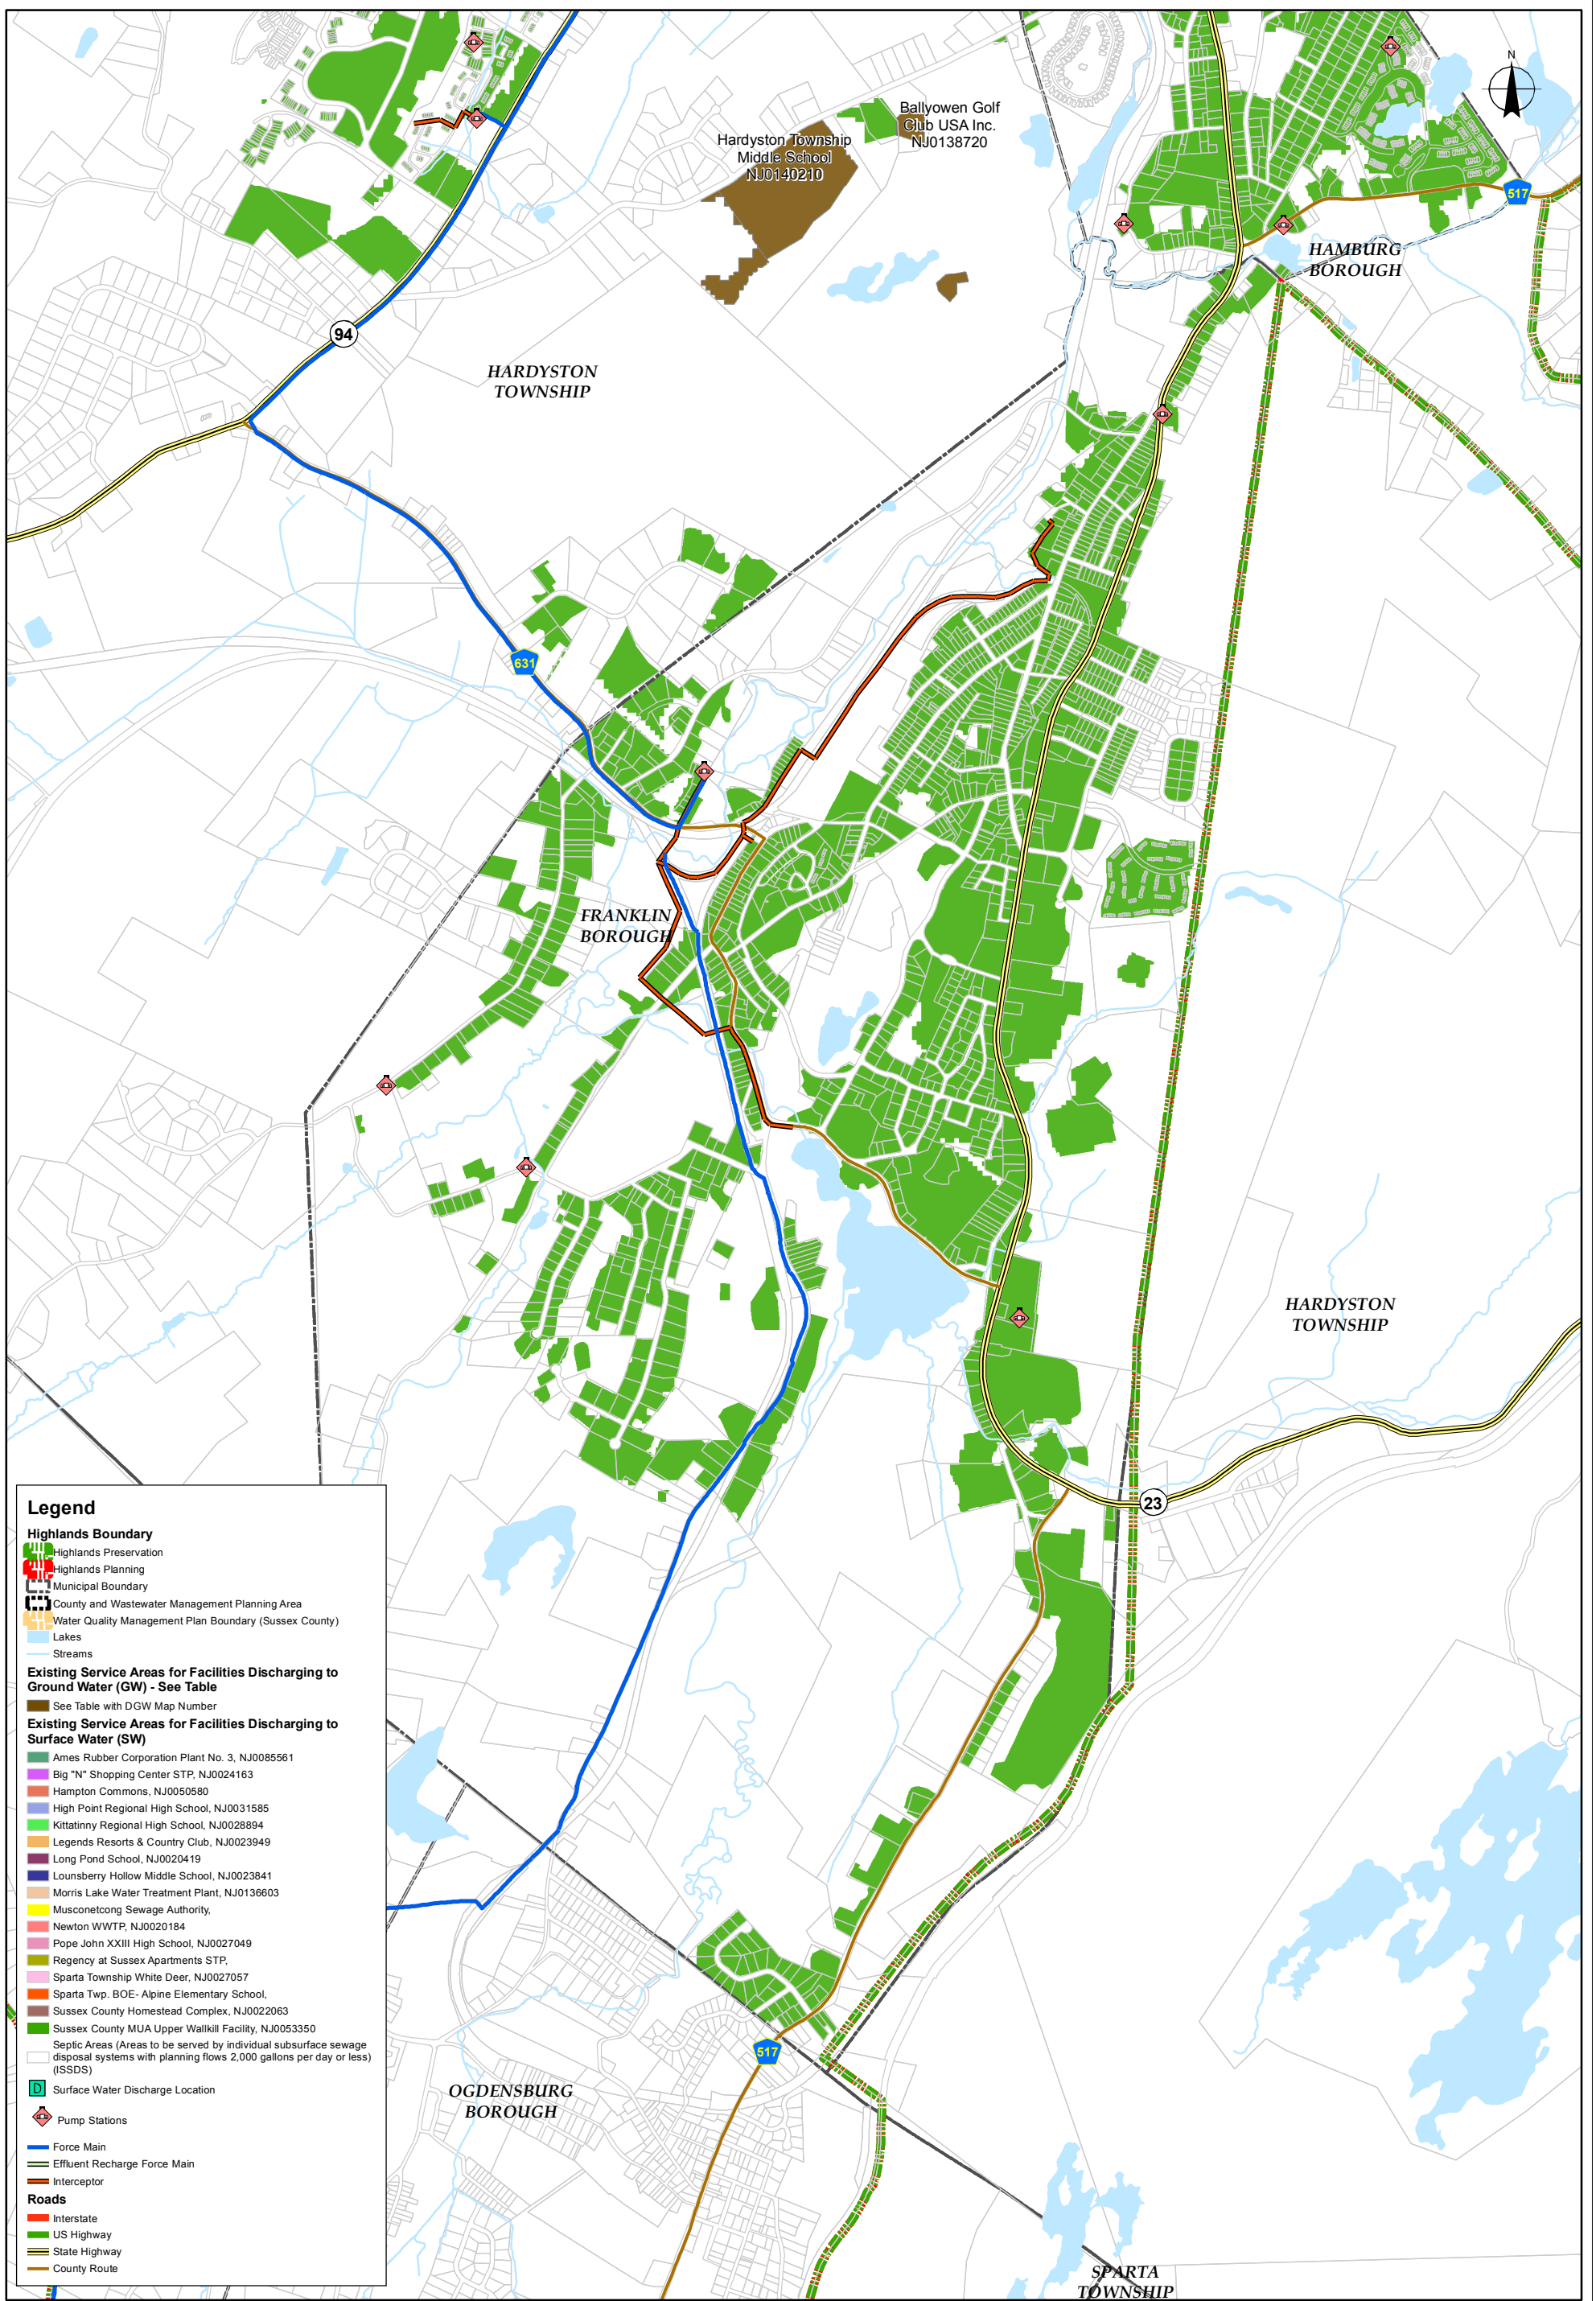 N
Ballyowen Golf
Club USA Inc.
NJ0138720
Hardyston Township
Middle School
NJ0140210
517
HAMBURG
BOROUGH
94
HARDYSTON
TOWNSHIP
631
FRANKLIN
BOROUGH
HARDYSTON
TOWNSHIP
23
517
OGDENSBURG
BOROUGH
SPARTA
TOWNSHIP
Legend
Highlands Boundary
Highlands Preservation
Highlands Planning
Municipal Boundary
County and Wastewater Management Planning Area
Water Quality Management Plan Boundary (Sussex County)
Lakes
Streams
Existing Service Areas for Facilities Discharging to
Ground Water (GW) - See Table
See Table with DGW Map Number
Existing Service Areas for Facilities Discharging to
Surface Water (SW)
Ames Rubber Corporation Plant No. 3, NJ0085561
Big "N" Shopping Center STP, NJ0024163
Hampton Commons, NJ0050580
High Point Regional High School, NJ0031585
Kittatinny Regional High School, NJ0028894
Legends Resorts & Country Club, NJ0023949
Long Pond School, NJ0020419
Lounsberry Hollow Middle School, NJ0023841
Morris Lake Water Treatment Plant, NJ0136603
Musconetcong Sewage Authority,
Newton WWTP, NJ0020184
Pope John XXIII High School, NJ0027049
Regency at Sussex Apartments STP,
Sparta Township White Deer, NJ0027057
Sparta Twp. BOE- Alpine Elementary School,
Sussex County Homestead Complex, NJ0022063
Sussex County MUA Upper Wallkill Facility, NJ0053350
Septic Areas (Areas to be served by individual subsurface sewage
disposal systems with planning flows 2,000 gallons per day or less)
(ISSDS)
D Surface Water Discharge Location
Pump Stations
Force Main
Effluent Recharge Force Main
Interceptor
Roads
Interstate
US Highway
State Highway
County Route